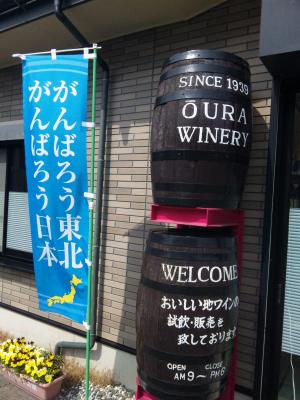 がんばろう東北
がんばろう日本
SINCE 1939
ŌURA
WINERY
WELCOME
おいしい地ワインの
試飲・販売を
致しております
OPEN CLOSE
AM9〜PM6